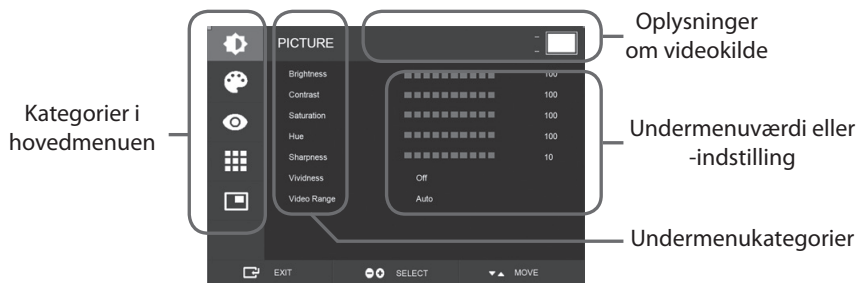 Oplysninger
om videokilde
Kategorier i
hovedmenuen
PICTURE
Brightness 100
Contrast 100
Saturation 100
Hue 100
Sharpness 10
Vividness Off
Video Range Auto
Undermenuværdi eller
-indstilling
Undermenukategorier
EXIT SELECT MOVE